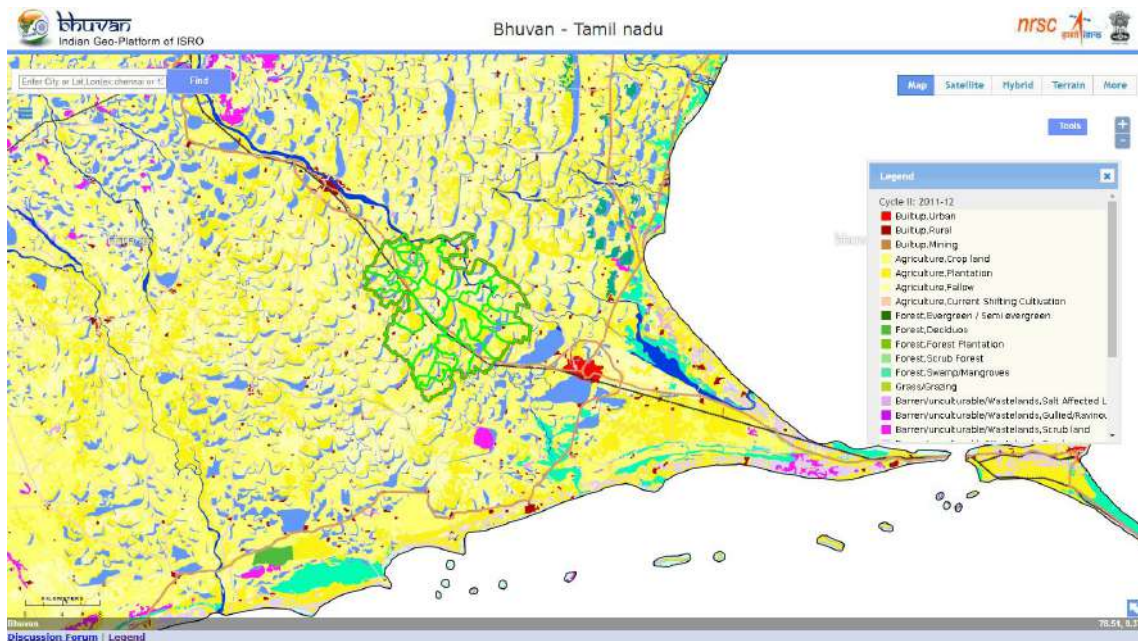 bhuvan
Indian Geo-Platform of ISRO
Bhuvan - Tamil nadu
nrsc
Find
Map Satellite Hybrid Terrain More
Tools
+
-
Legend
Cycle II: 2011-12
Builtup,Urban
Builtup,Rural
Builtup,Mining
Agriculture,Crop land
Agriculture,Plantation
Agriculture,Fallow
Agriculture,Current Shifting Cultivation
Forest,Evergreen / Semi evergreen
Forest,Deciduos
Forest,Forest Plantation
Forest,Scrub Forest
Forest,Swamp/Mangroves
Grass/Grazing
Barren/unculturable/Wastelands,Salt Affected L
Barren/unculturable/Wastelands,Gullied/Ravinou
Barren/unculturable/Wastelands,Scrub land
KILOMETERS
Bhuvan
Discussion Forum | Legend